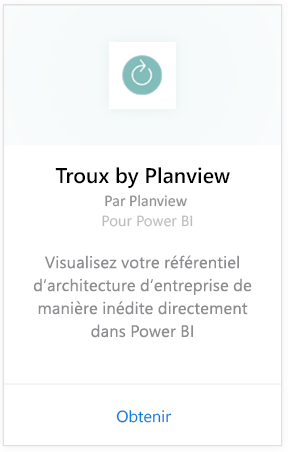 Troux by Planview
Par Planview
Pour Power BI
Visualisez votre référentiel
d'architecture d'entreprise de
manière inédite directement
dans Power BI
Obtenir